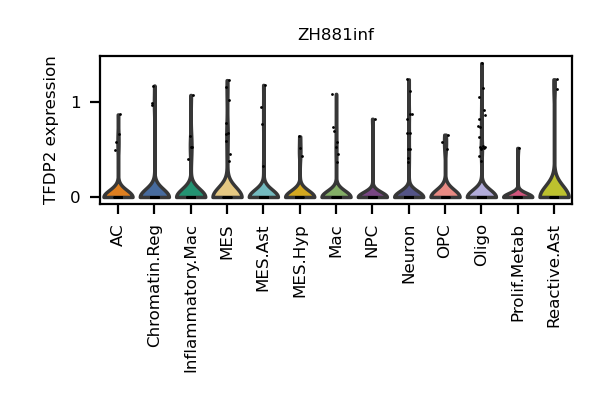 ZH881inf
TFDP2 expression
1
0
AC
Chromatin.Reg
Inflammatory.Mac
MES
MES.Ast
MES.Hyp
Mac
NPC
Neuron
OPC
Oligo
Prolif.Metab
Reactive.Ast